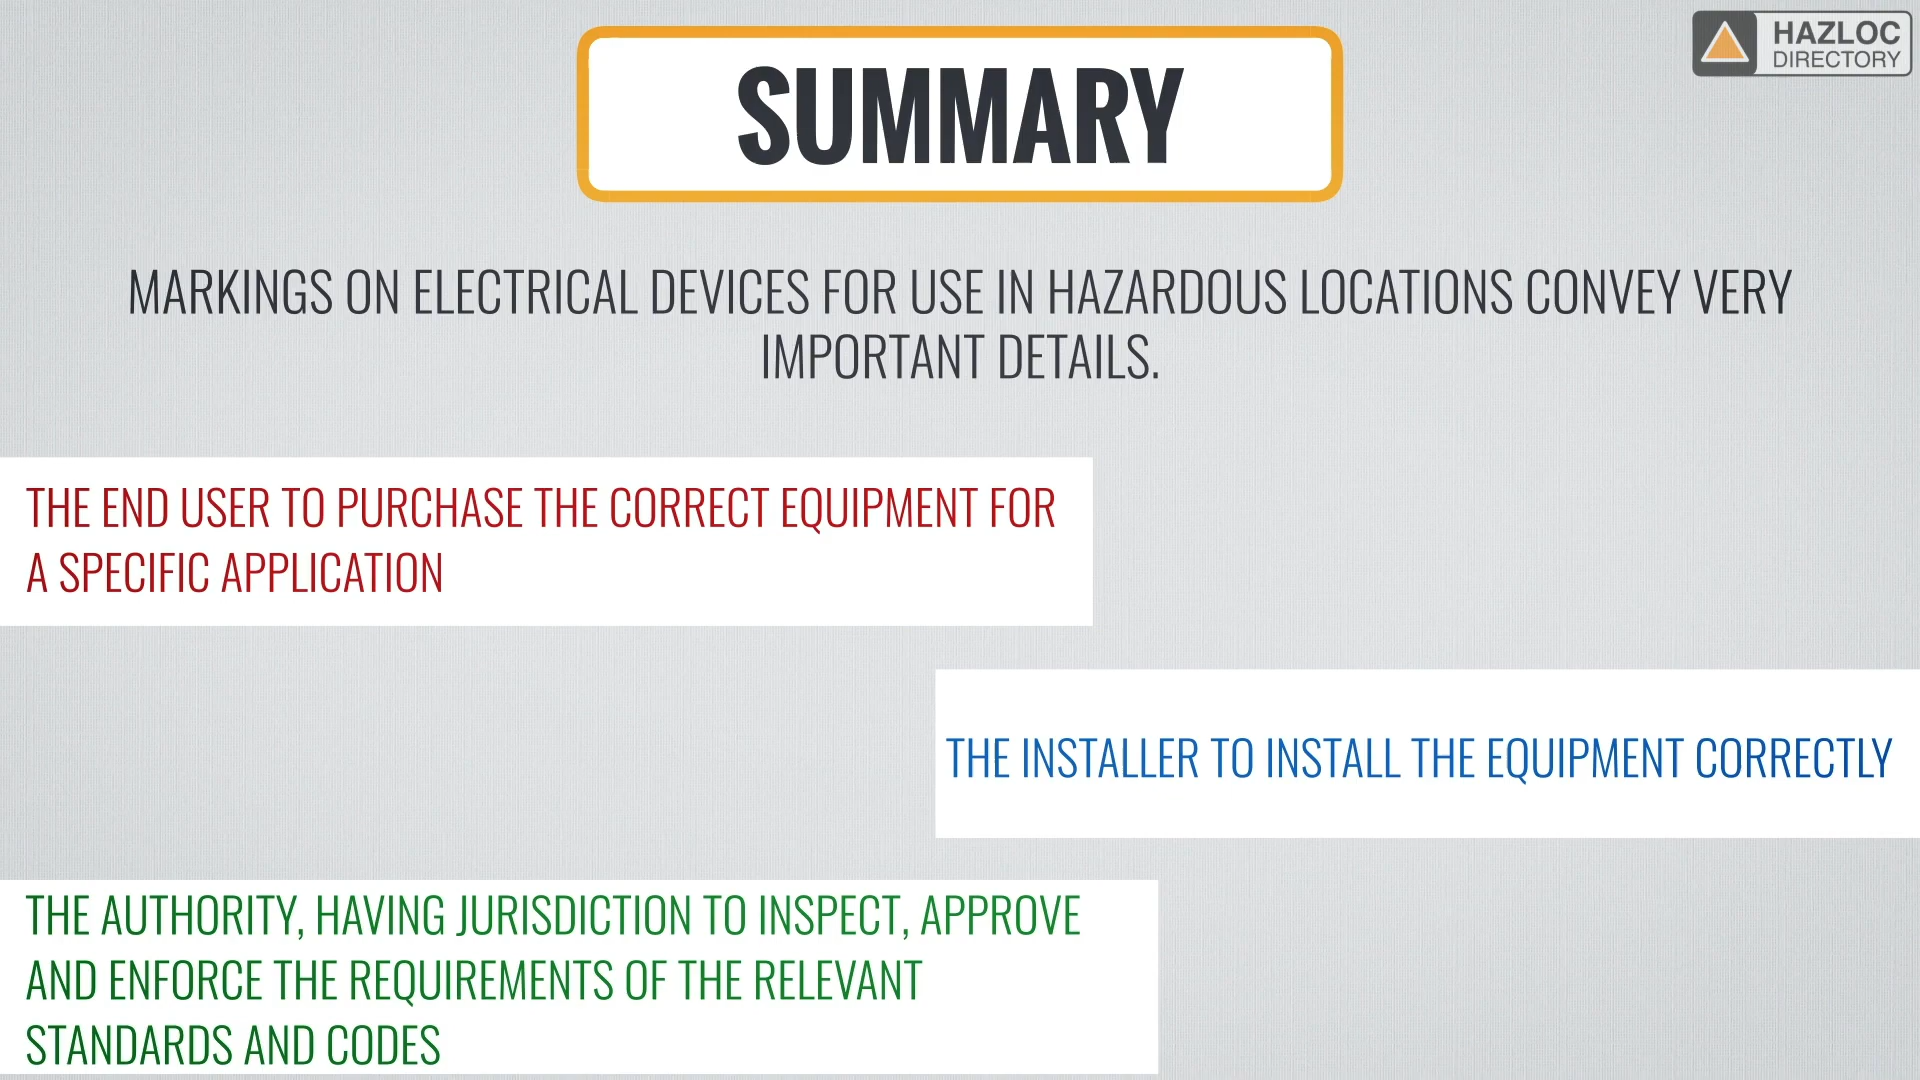 HAZLOC
DIRECTORY
SUMMARY
MARKINGS ON ELECTRICAL DEVICES FOR USE IN HAZARDOUS LOCATIONS CONVEY VERY
IMPORTANT DETAILS.
THE END USER TO PURCHASE THE CORRECT EQUIPMENT FOR
A SPECIFIC APPLICATION
THE INSTALLER TO INSTALL THE EQUIPMENT CORRECTLY
THE AUTHORITY, HAVING JURISDICTION TO INSPECT, APPROVE
AND ENFORCE THE REQUIREMENTS OF THE RELEVANT
STANDARDS AND CODES